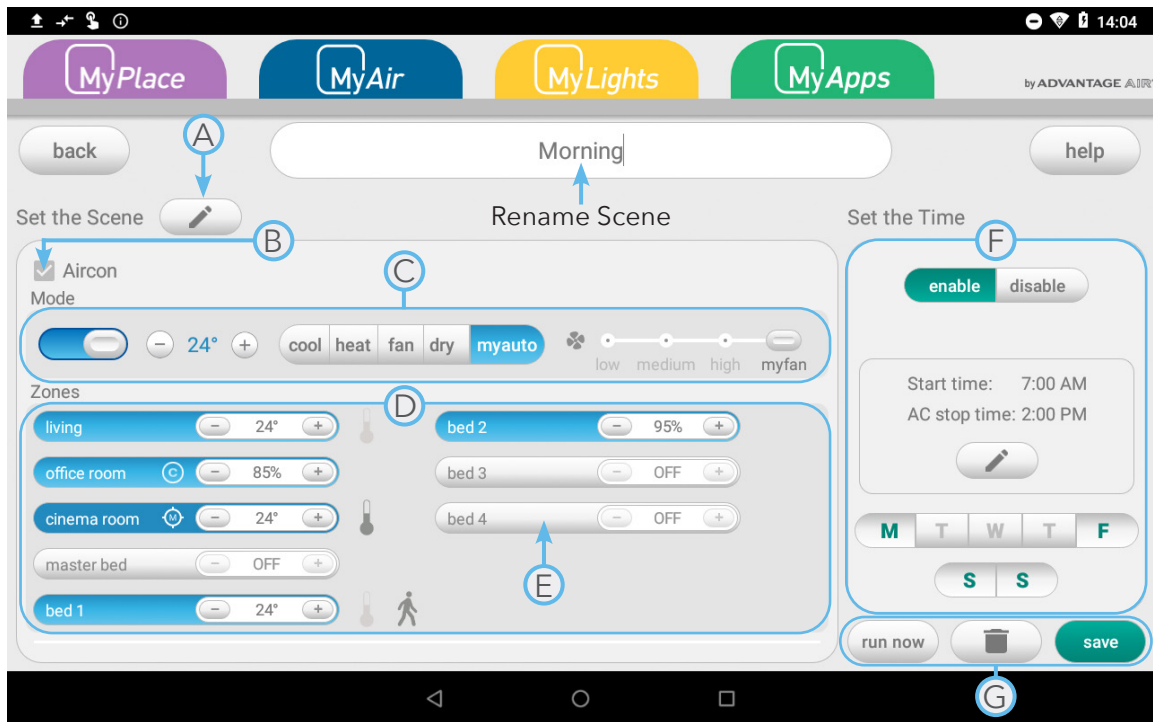 14:04
MyPlace
MyAir
MyLights
MyApps
by ADVANTAGE AIR
back
A
Morning
help
Set the Scene
Rename Scene
Set the Time
B
F
Aircon
C
enable disable
Mode
24°
cool heat fan dry myauto
low medium high myfan
Zones
D
living 24°
bed 2 95%
office room C 85%
bed 3 OFF
cinema room M 24°
bed 4 OFF
master bed OFF
E
bed 1 24°
Start time: 7:00 AM
AC stop time: 2:00 PM
M T W T F
S S
run now
save
G